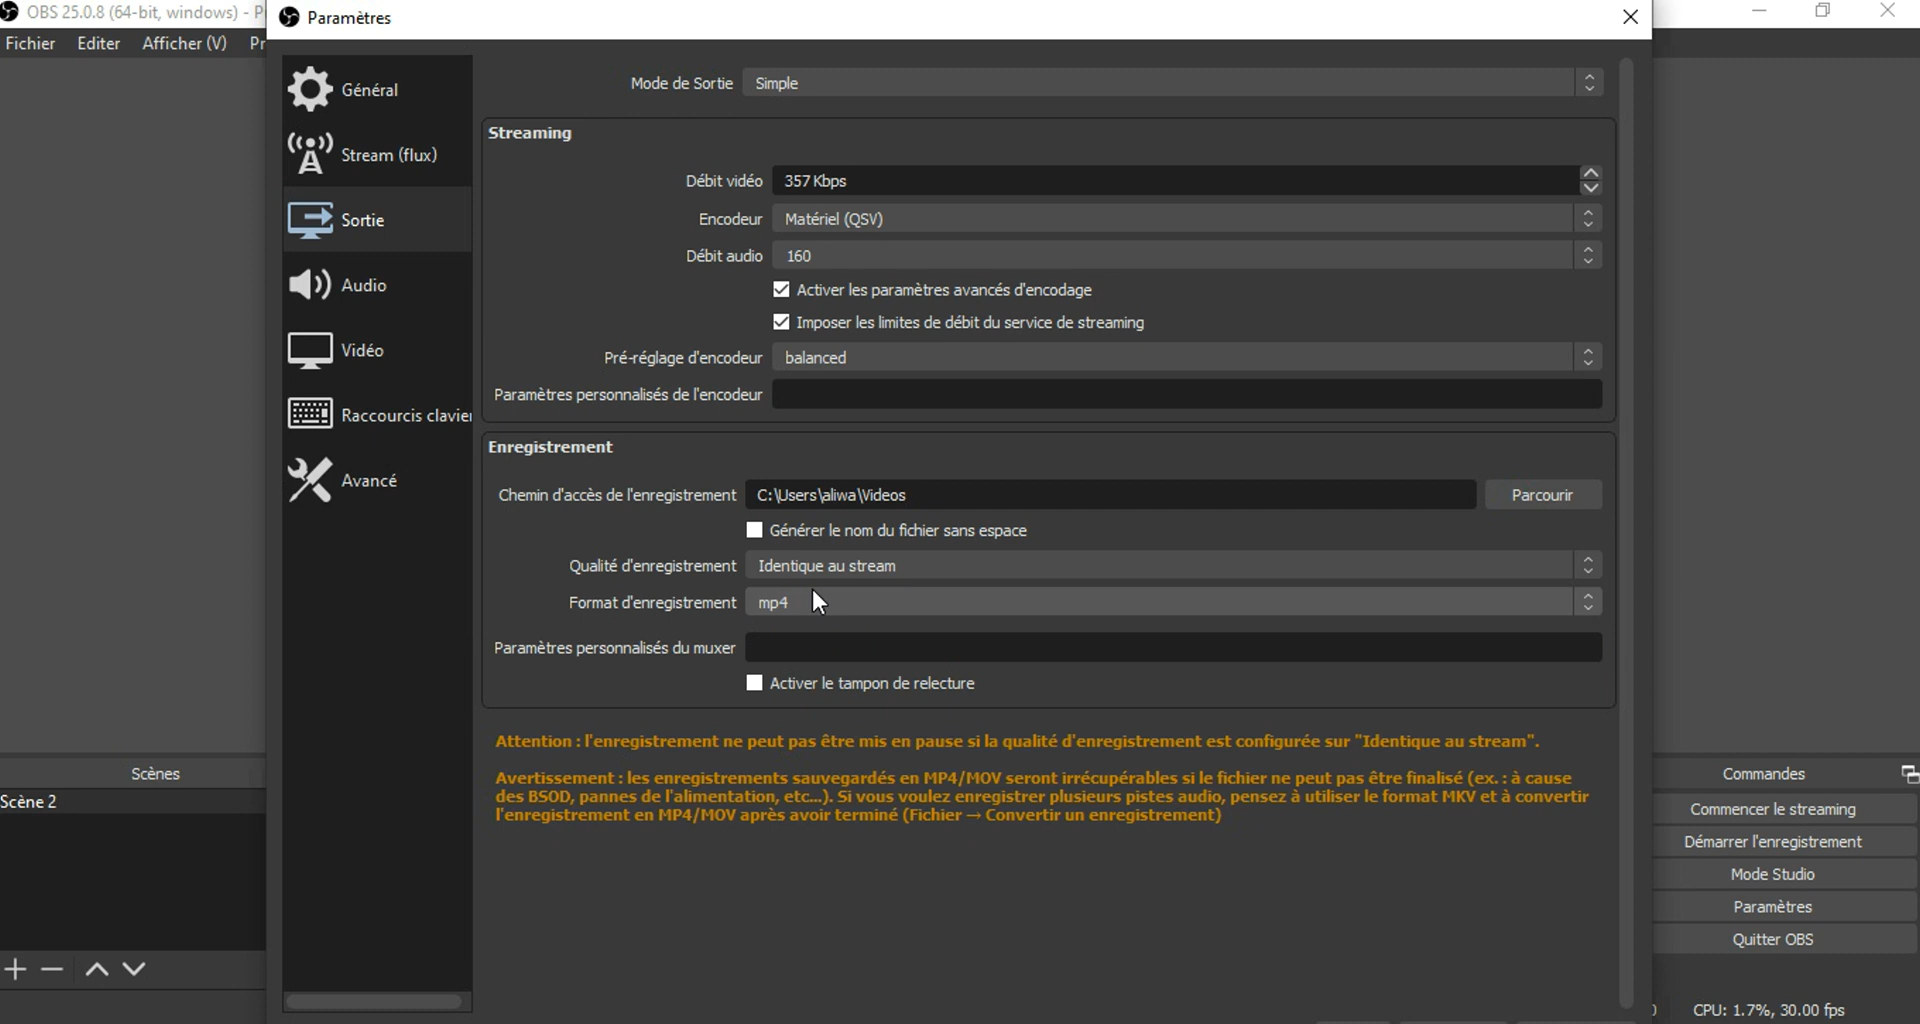 OBS 25.0.8 (64-bit, windows) -
Paramètres
Fichier Editer Afficher (V)
Général
Stream (flux)
Sortie
Audio
Vidéo
Raccourcis clavier
Avancé
Mode de Sortie Simple
Streaming
Débit vidéo 357 Kbps
Encodeur Matériel (QSV)
Débit audio 160
Activer les paramètres avancés d'encodage
Imposer les limites de débit du service de streaming
Pré-réglage d'encodeur balanced
Paramètres personnalisés de l'encodeur
Enregistrement
Chemin d'accès de l'enregistrement C:\Users\aliwa\Videos Parcourir
Générer le nom du fichier sans espace
Qualité d'enregistrement Identique au stream
Format d'enregistrement mp4
Paramètres personnalisés du muxer
Activer le tampon de relecture
Attention : l'enregistrement ne peut pas être mis en pause si la qualité d'enregistrement est configurée sur "Identique au stream".
Avertissement : les enregistrements sauvegardés en MP4/MOV seront irrécupérables si le fichier ne peut pas être finalisé (ex. : à cause
des BSOD, pannes de l'alimentation, etc...). Si vous voulez enregistrer plusieurs pistes audio, pensez à utiliser le format MKV et à convertir
l'enregistrement en MP4/MOV après avoir terminé (Fichier → Convertir un enregistrement)
Scènes
Scène 2
Commandes
Commencer le streaming
Démarrer l'enregistrement
Mode Studio
Paramètres
Quitter OBS
CPU: 1.7%, 30.00 fps